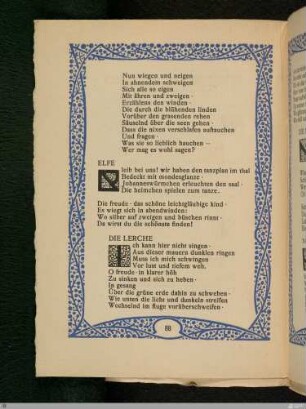 Nun wiegen und neigen
In ahnendem schweigen
Sich alle so eigen
Mit ähren und zweigen ·
Erzählens den winden ·
Die durch die blühenden linden
Vorüber den grasenden rehen
Säuselnd über die seen gehen ·
Dass die nixen verschlafen auftauchen
Und fragen ·
Was sie so lieblich hauchen —
Wer mag es wohl sagen?
ELFE
Bleib bei uns! wir haben den tanzplan im thal
Bedeckt mit mondesglanze ·
Johanneswürmchen erleuchten den saal ·
Die heimchen spielen zum tanze..
Die freude · das schöne leichtgläubige kind ·
Es wiegt sich in abendwinden:
Wo silber auf zweigen und büschen rinnt ·
Da wirst du die schönste finden!
DIE LERCHE
Ich kann hier nicht singen ·
Aus dieser mauern dunklen ringen
Muss ich mich schwingen
Vor lust und tiefem weh.
O freude · in klarer höh
Zu sinken und sich zu heben ·
In gesang
Über die grüne erde dahin zu schweben ·
Wie unten die licht und dunkeln streifen
Wechselnd im fluge vorüberschweifen ·
60